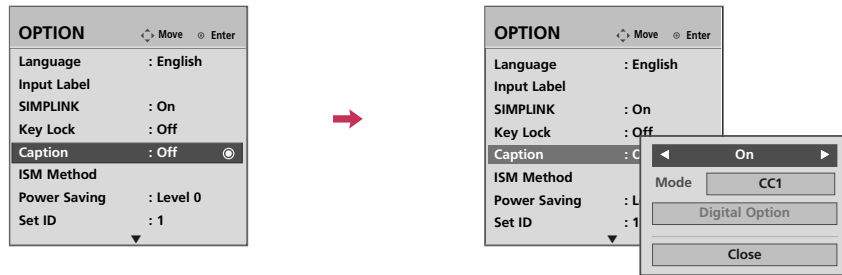 OPTION Move Enter
Language : English
Input Label
SIMPLINK : On
Key Lock : Off
Caption : Off
ISM Method
Power Saving : Level 0
Set ID : 1
OPTION Move Enter
Language : English
Input Label
SIMPLINK : On
Key Lock : Off
Caption
ISM Method
Power Saving
Set ID : 1
On
Mode CC1
Digital Option
Close